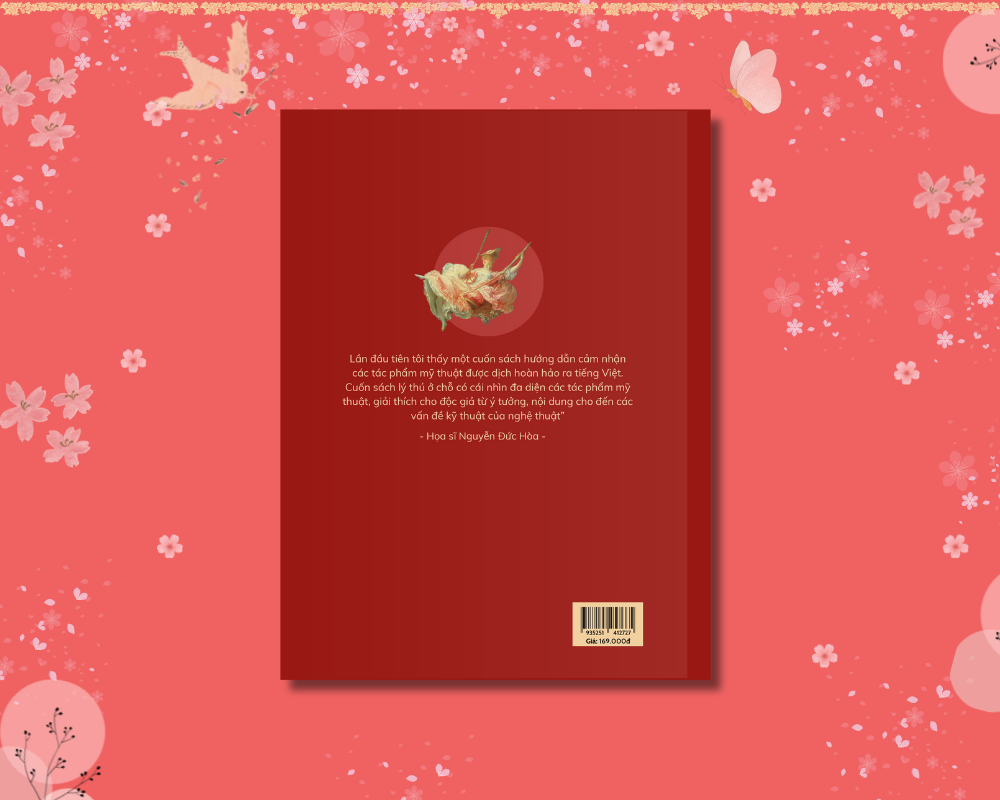 Lần đầu tiên tôi thấy một cuốn sách hướng dẫn cảm nhận
các tác phẩm mỹ thuật được dịch hoàn hảo ra tiếng Việt.
Cuốn sách lý thú ở chỗ có cái nhìn đa diện các tác phẩm mỹ
thuật, giải thích cho độc giả từ ý tưởng, nội dung cho đến các
vấn đề kỹ thuật của nghệ thuật"
- Họa sĩ Nguyễn Đức Hòa -
935251 412727
Giá: 169.000đ